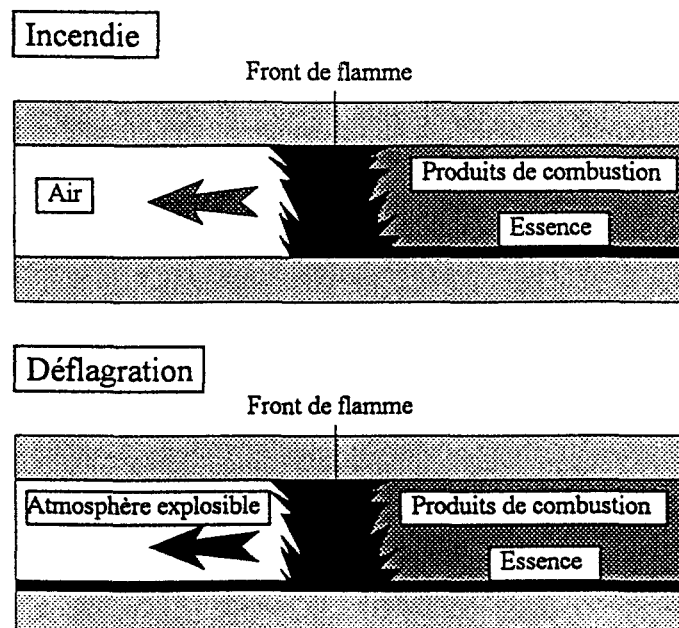 Incendie
Front de flamme
Air
Produits de combustion
Essence
Déflagration
Front de flamme
Atmosphère explosible
Produits de combustion
Essence